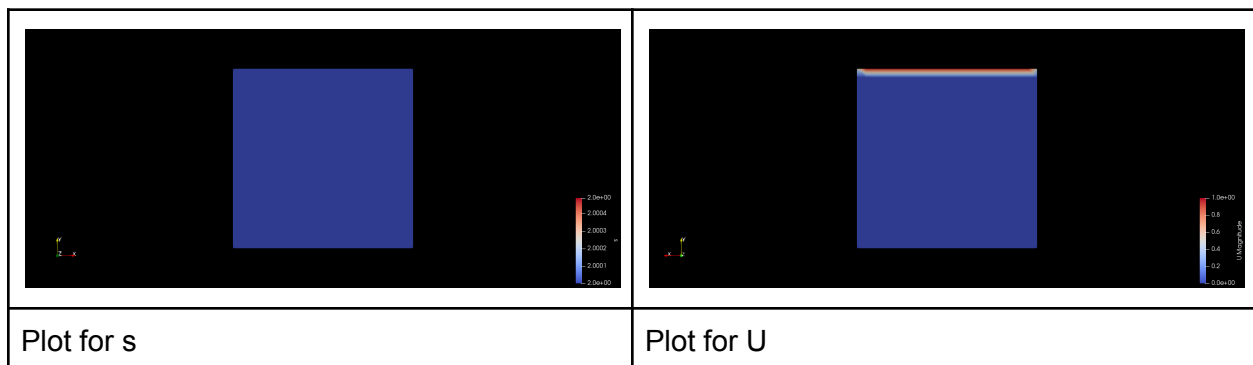 2.0e+00
2.0004
2.0003
2.0002
2.0001
2.0e+00
s
Y
Z
X
1.0e+00
0.8
0.6
0.4
0.2
0.0e+00
U Magnitude
Y
X
Z
Plot for s
Plot for U